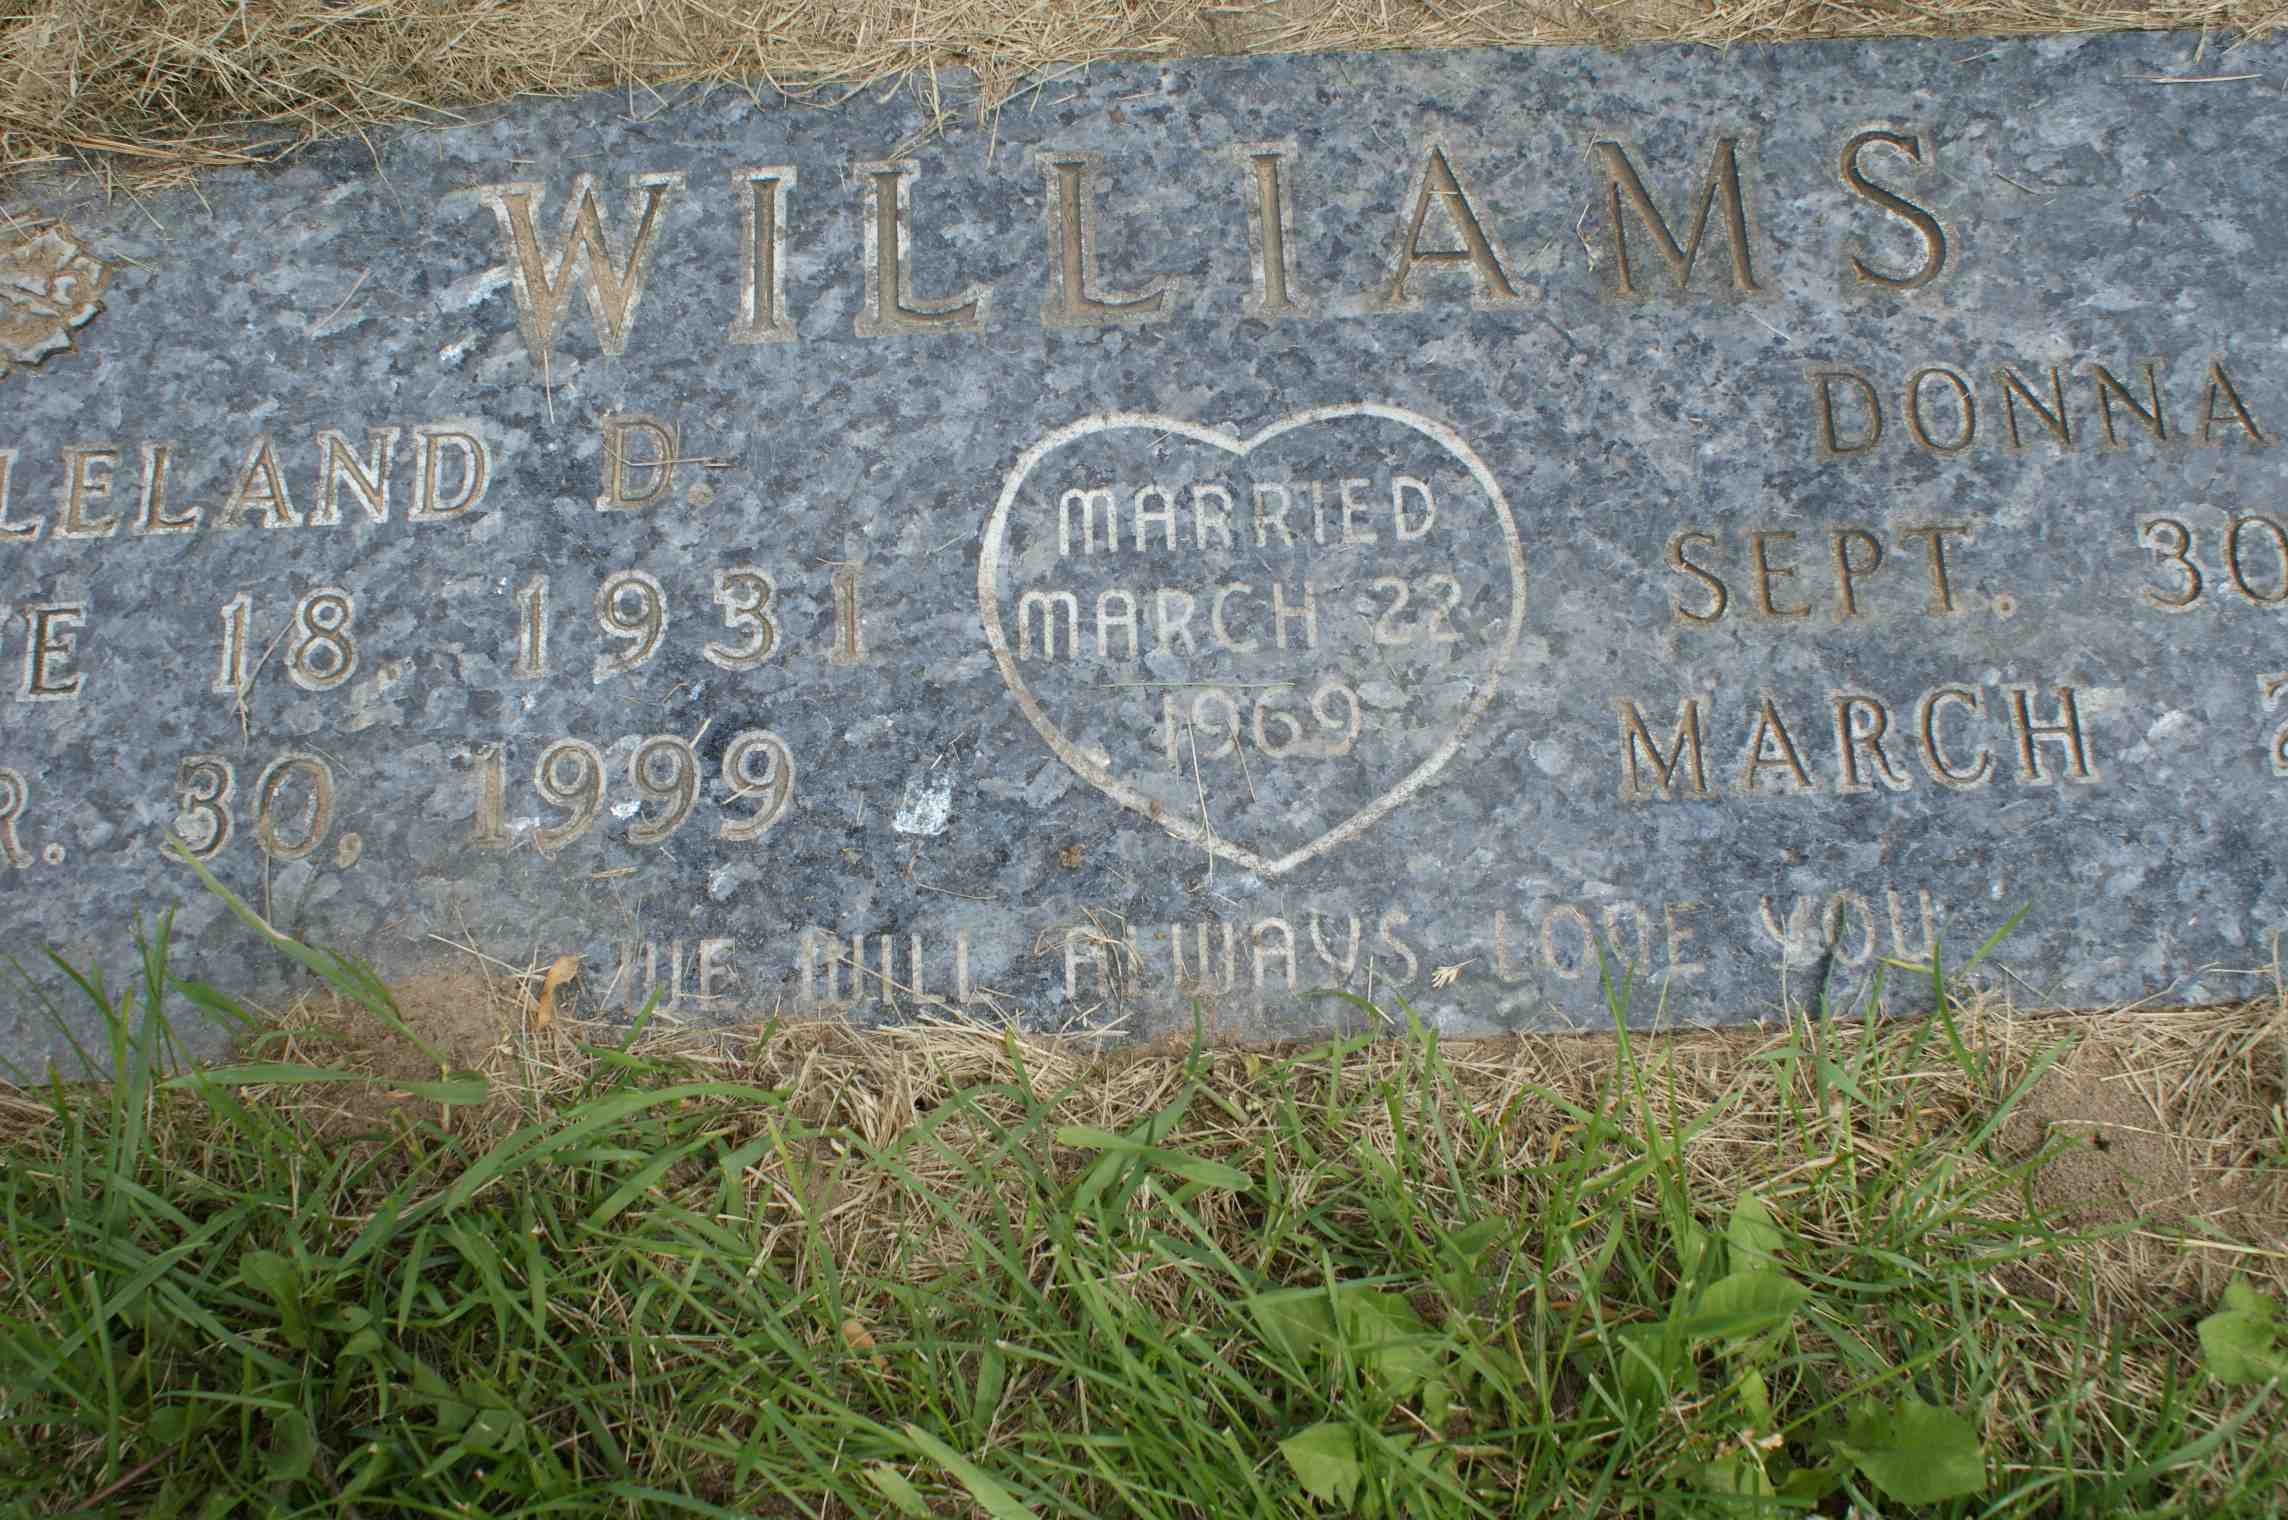 WILLIAMS
LELAND D.
E 18, 1931
R. 30, 1999
MARRIED
MARCH 22
1969
DONNA
SEPT. 30
MARCH 2
WE WILL ALWAYS LOVE YOU